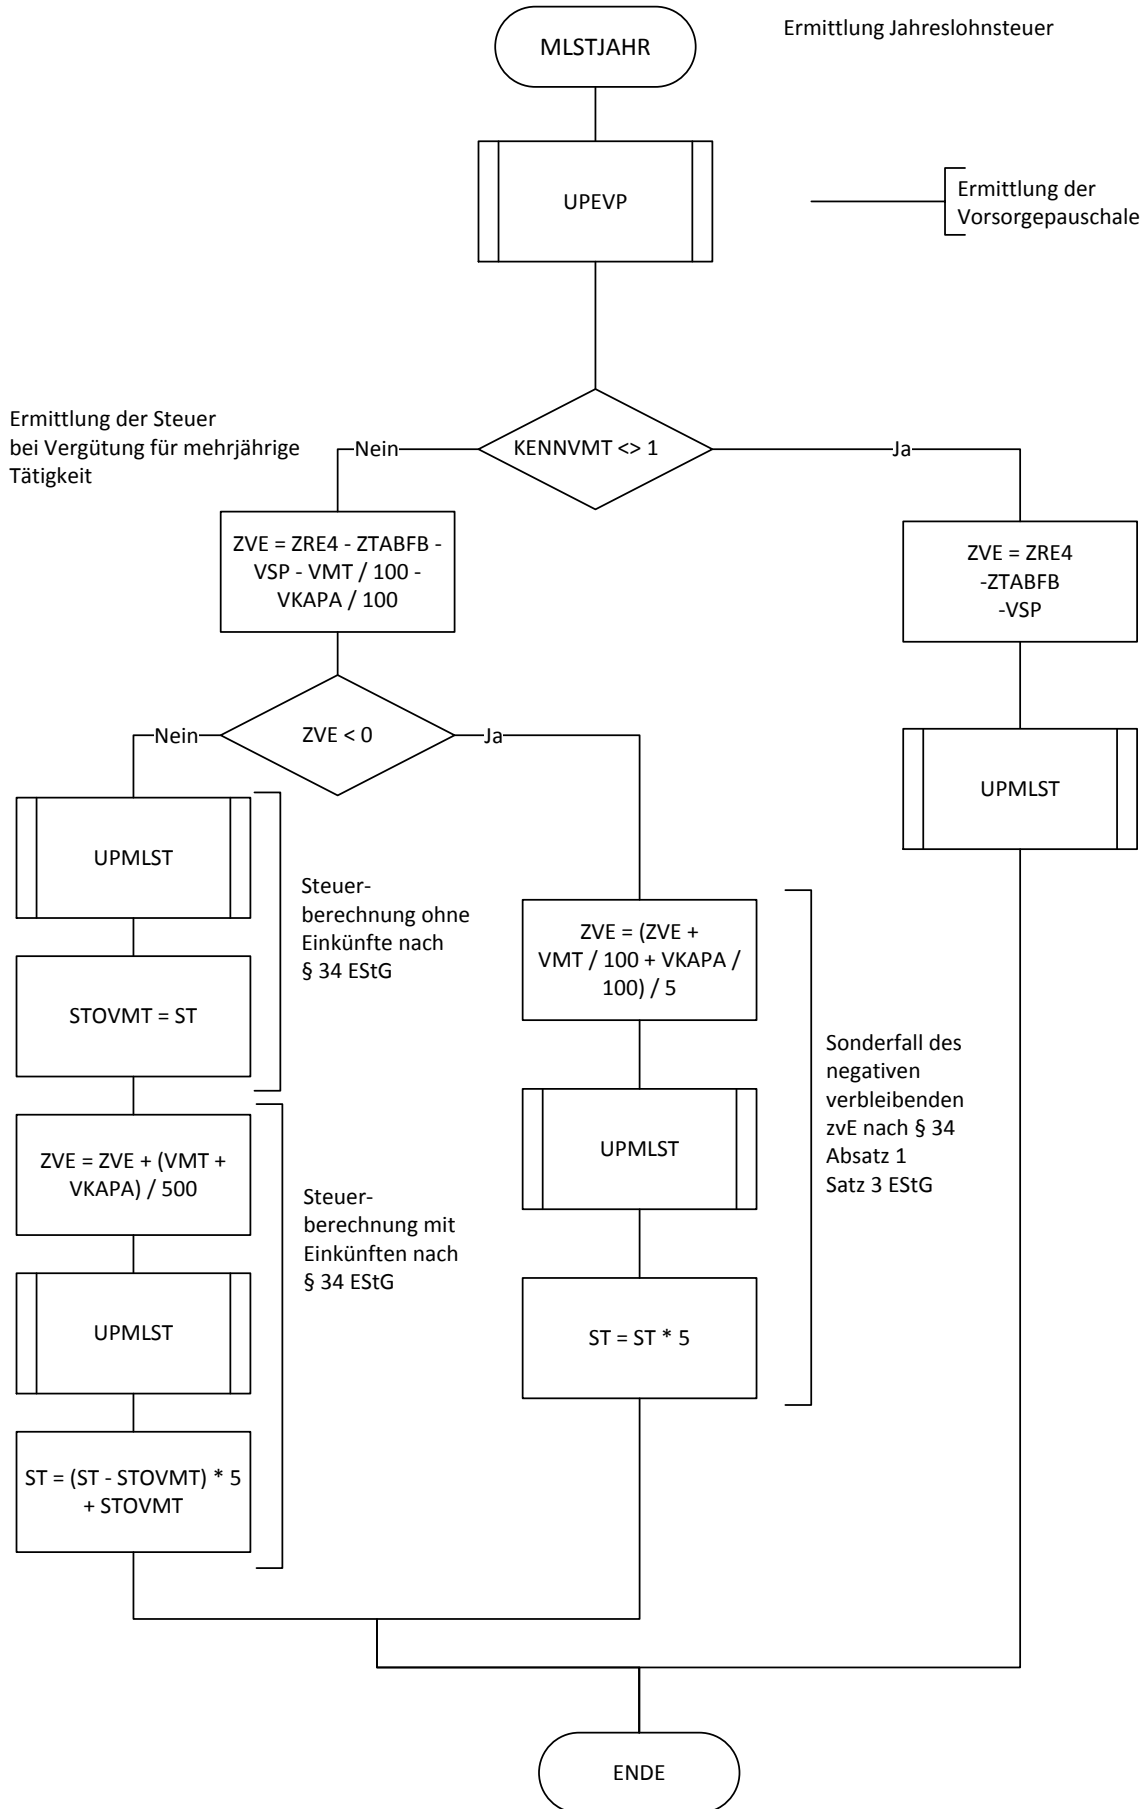 MLSTJAHR
Ermittlung Jahreslohnsteuer
UPEVP
Ermittlung der
Vorsorgepauschale
Ermittlung der Steuer
bei Vergütung für mehrjährige
Tätigkeit
Nein
KENNVMT <> 1
Ja
ZVE = ZRE4 - ZTABFB -
VSP - VMT / 100 -
VKAPA / 100
ZVE = ZRE4
-ZTABFB
-VSP
Nein
ZVE < 0
Ja
UPMLST
UPMLST
Steuer-
berechnung ohne
Einkünfte nach
§ 34 EStG
STOVMT = ST
ZVE = (ZVE +
VMT / 100 + VKAPA /
100) / 5
Sonderfall des
negativen
verbleibenden
zvE nach § 34
Absatz 1
Satz 3 EStG
UPMLST
ZVE = ZVE + (VMT +
VKAPA) / 500
Steuer-
berechnung mit
Einkünften nach
§ 34 EStG
UPMLST
ST = ST * 5
ST = (ST - STOVMT) * 5
+ STOVMT
ENDE